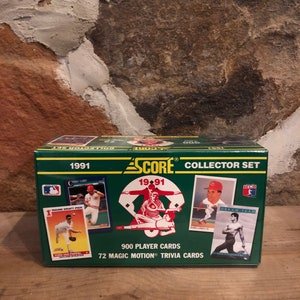 1991 SCORE® COLLECTOR SET
1991
900 PLAYER CARDS
72 MAGIC MOTION® TRIVIA CARDS